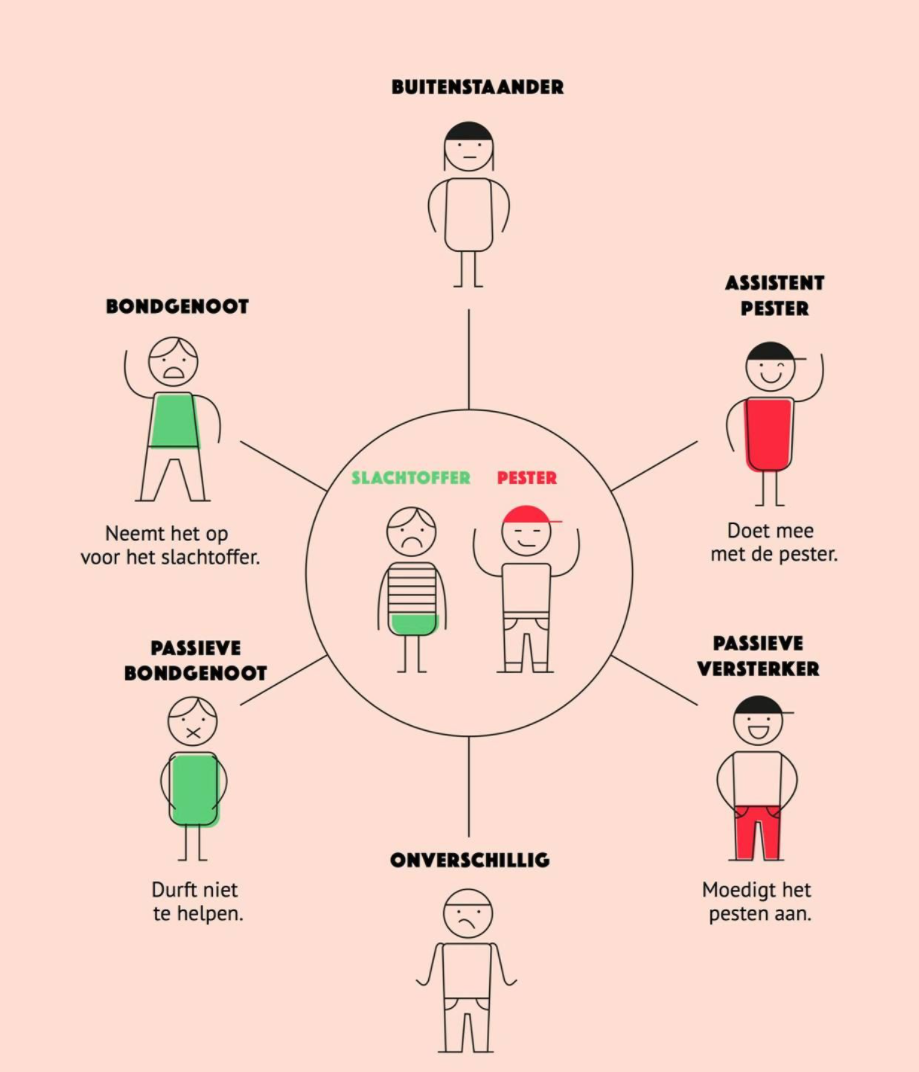 BUITENSTAANDER
BONDGENOOT
Neemt het op
voor het slachtoffer.
ASSISTENT
PESTER
Doet mee
met de pester.
SLACHTOFFER
PESTER
PASSIEVE
BONDGENOOT
Durft niet
te helpen.
PASSIEVE
VERSTERKER
Moedigt het
pesten aan.
ONVERSCHILLIG